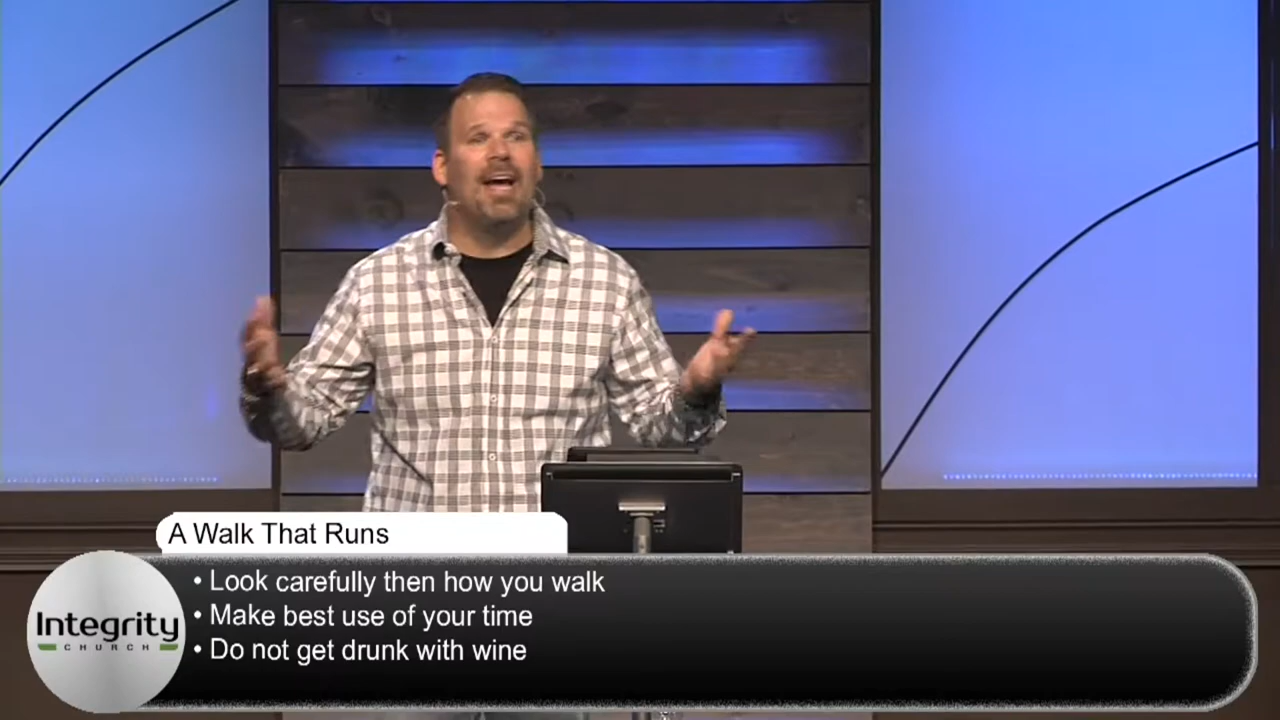 A Walk That Runs
• Look carefully then how you walk
• Make best use of your time
• Do not get drunk with wine
Integrity
CHURCH